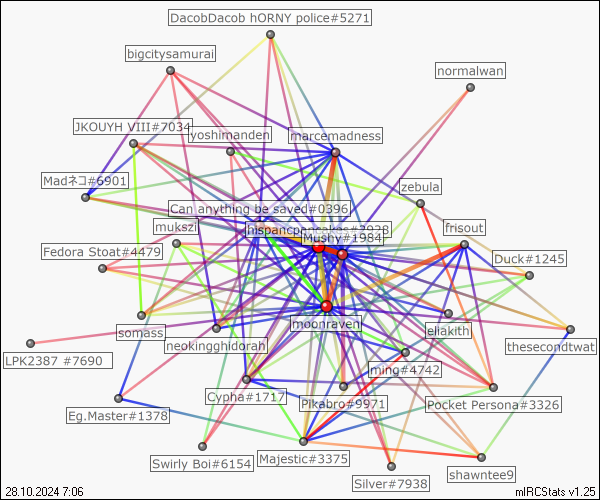 DacobDacob hORNY police#5271
bigcitysamurai
normalwan
JKOUYH VIII#7034
yoshimanden
marcemadness
Madネコ#6901
zebula
Can anything be saved#0396
mukszi
hispancpancakes#3928
frisout
Mushy#1984
Fedora Stoat#4479
Duck#1245
moonraven
eliakith
somass
neokingghidorah
thesecondtwat
LPK2387 #7690
ming#4742
Cypha#1717
Pikabro#9971
Pocket Persona#3326
Eg.Master#1378
Swirly Boi#6154
Majestic#3375
shawntee9
Silver#7938
28.10.2024 7:06
mIRCStats v1.25